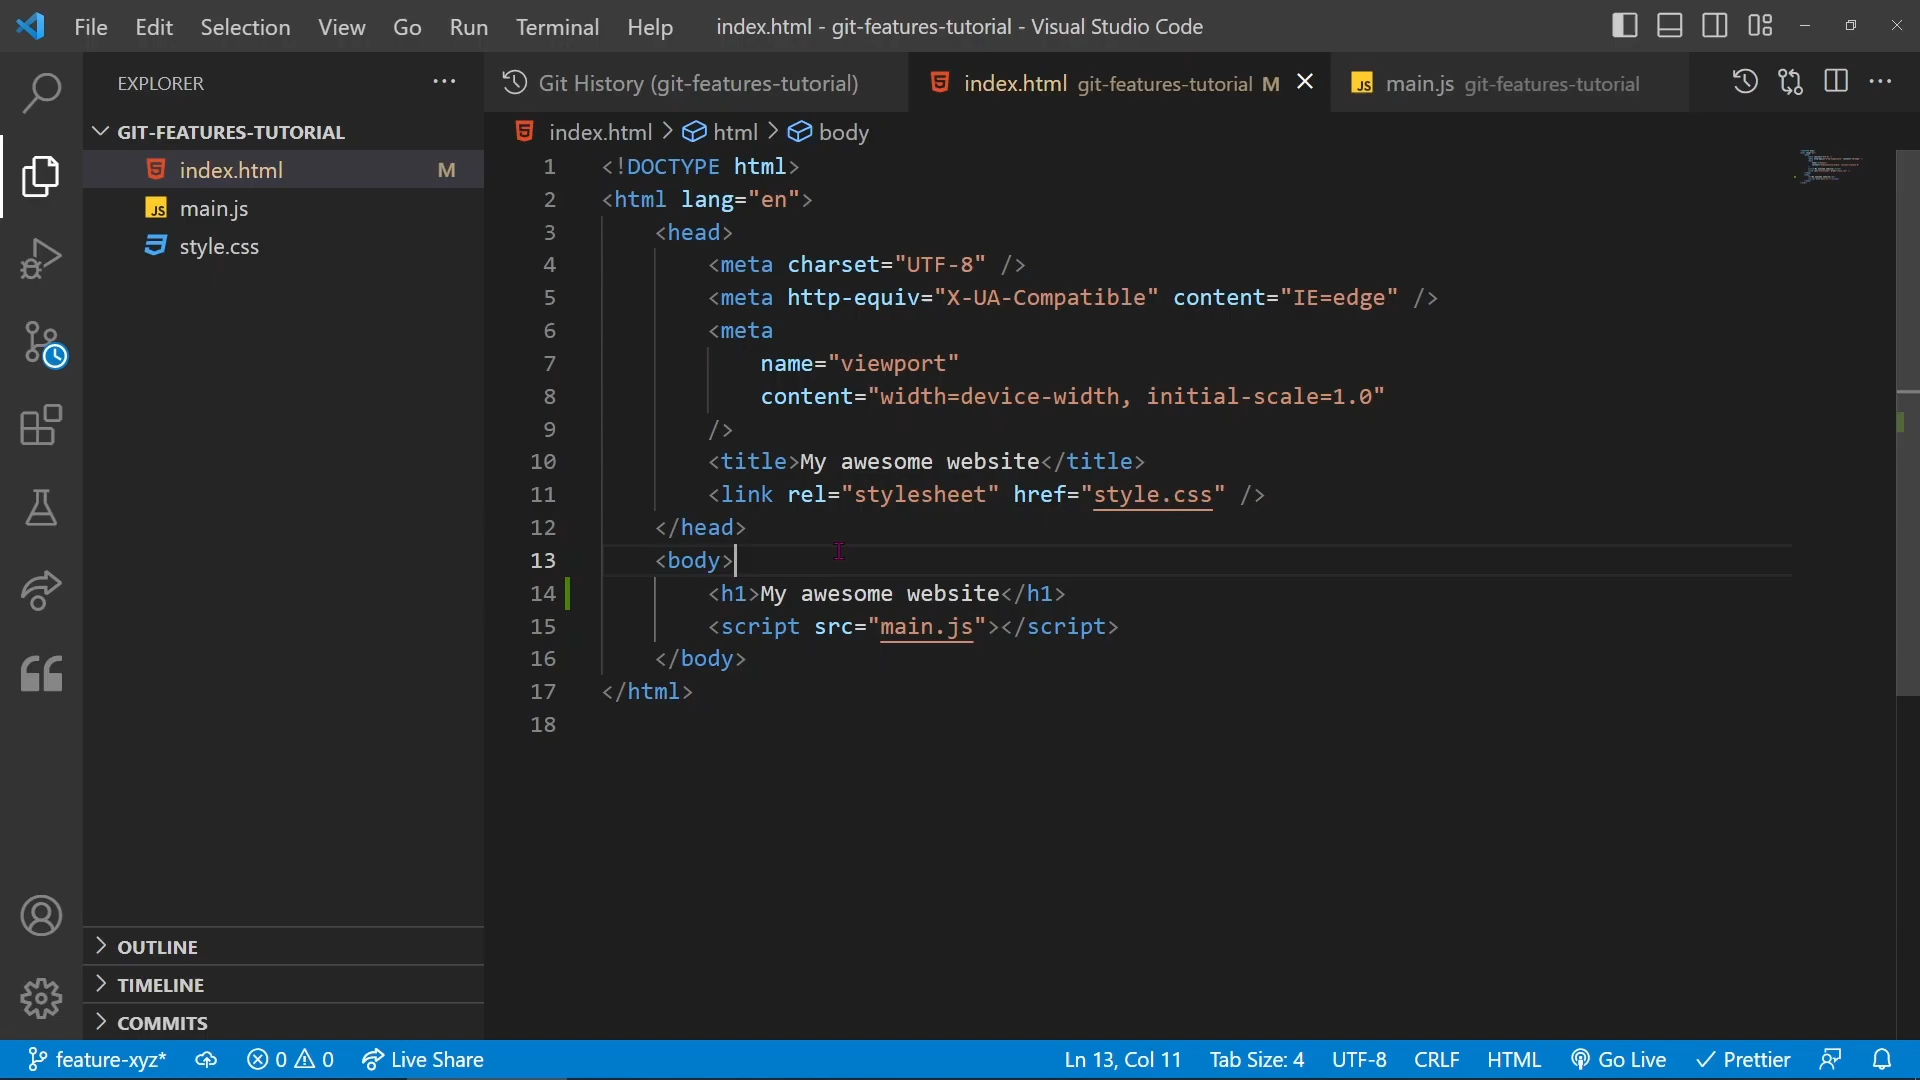 File Edit Selection View Go Run Terminal Help index.html - git-features-tutorial - Visual Studio Code
EXPLORER
GIT-FEATURES-TUTORIAL
index.html M
main.js
style.css
OUTLINE
TIMELINE
COMMITS
Git History (git-features-tutorial) index.html git-features-tutorial M main.js git-features-tutorial
index.html > html > body
1 <!DOCTYPE html>
2 <html lang="en">
3 <head>
4 <meta charset="UTF-8" />
5 <meta http-equiv="X-UA-Compatible" content="IE=edge" />
6 <meta
7 name="viewport"
8 content="width=device-width, initial-scale=1.0"
9 />
10 <title>My awesome website</title>
11 <link rel="stylesheet" href="style.css" />
12 </head>
13 <body>
14 <h1>My awesome website</h1>
15 <script src="main.js"></script>
16 </body>
17 </html>
18
feature-xyz* 0 0 Live Share Ln 13, Col 11 Tab Size: 4 UTF-8 CRLF HTML Go Live Prettier